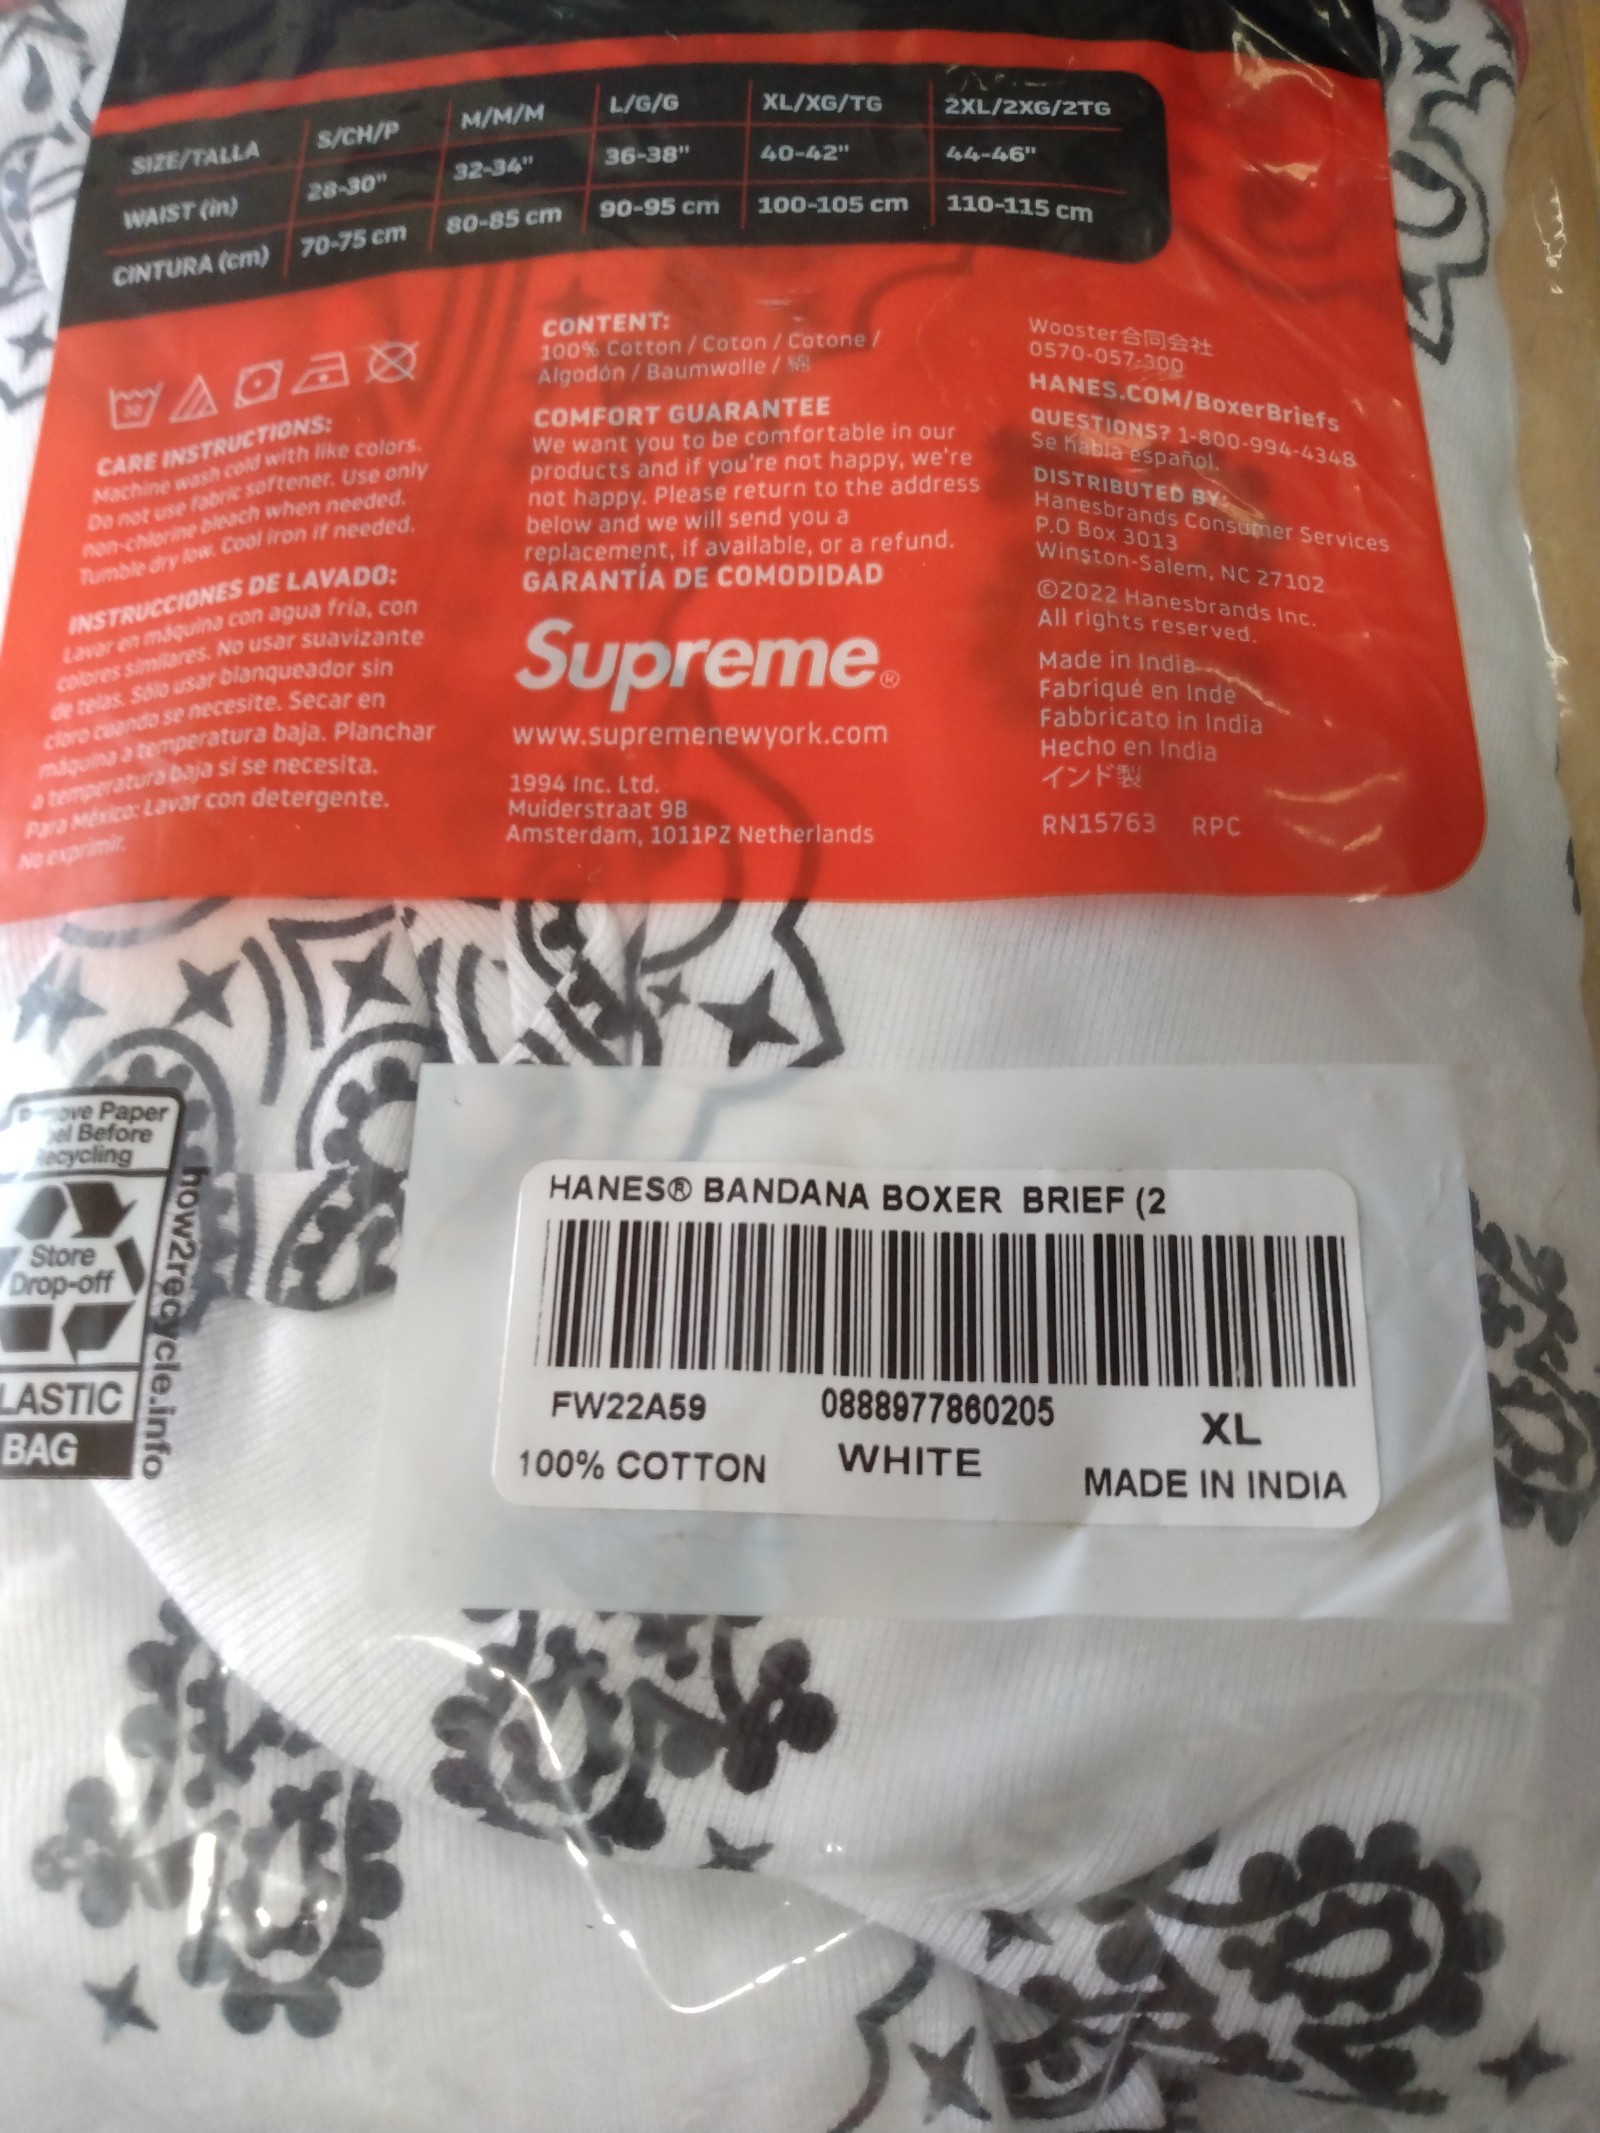 SIZE/TALLA S/CH/P M/M/M L/G/G XL/XG/TG 2XL/2XG/2TG
WAIST (in) 28-30" 32-34" 36-38" 40-42" 44-46"
CINTURA (cm) 70-75 cm 80-85 cm 90-95 cm 100-105 cm 110-115 cm
30
CARE INSTRUCTIONS:
Machine wash cold with like colors.
Do not use fabric softener. Use only
non-chlorine bleach when needed.
Tumble dry low. Cool iron if needed.
INSTRUCCIONES DE LAVADO:
Lavar en máquina con agua fría, con
colores similares. No usar suavizante
de telas. Sólo usar blanqueador sin
cloro cuando se necesite. Secar en
máquina a temperatura baja. Planchar
a temperatura baja si se necesita.
Para México: Lavar con detergente.
No exprimir.
CONTENT:
100% Cotton / Coton / Cotone /
Algodón / Baumwolle / 綿
COMFORT GUARANTEE
We want you to be comfortable in our
products and if you're not happy, we're
not happy. Please return to the address
below and we will send you a
replacement, if available, or a refund.
GARANTÍA DE COMODIDAD
Supreme®
www.supremenewyork.com
1994 Inc. Ltd.
Muiderstraat 9B
Amsterdam, 1011PZ Netherlands
Wooster合同会社
0570-057-300
HANES.COM/BoxerBriefs
QUESTIONS? 1-800-994-4348
Se habla español.
DISTRIBUTED BY:
Hanesbrands Consumer Services
P.O Box 3013
Winston-Salem, NC 27102
©2022 Hanesbrands Inc.
All rights reserved.
Made in India
Fabriqué en Inde
Fabbricato in India
Hecho en India
インド製
RN15763 RPC
Paper
Before
Recycling
Store
Drop-off
LASTIC
BAG
how2recycle.info
HANES® BANDANA BOXER BRIEF (2
FW22A59 0888977860205 XL
100% COTTON WHITE MADE IN INDIA